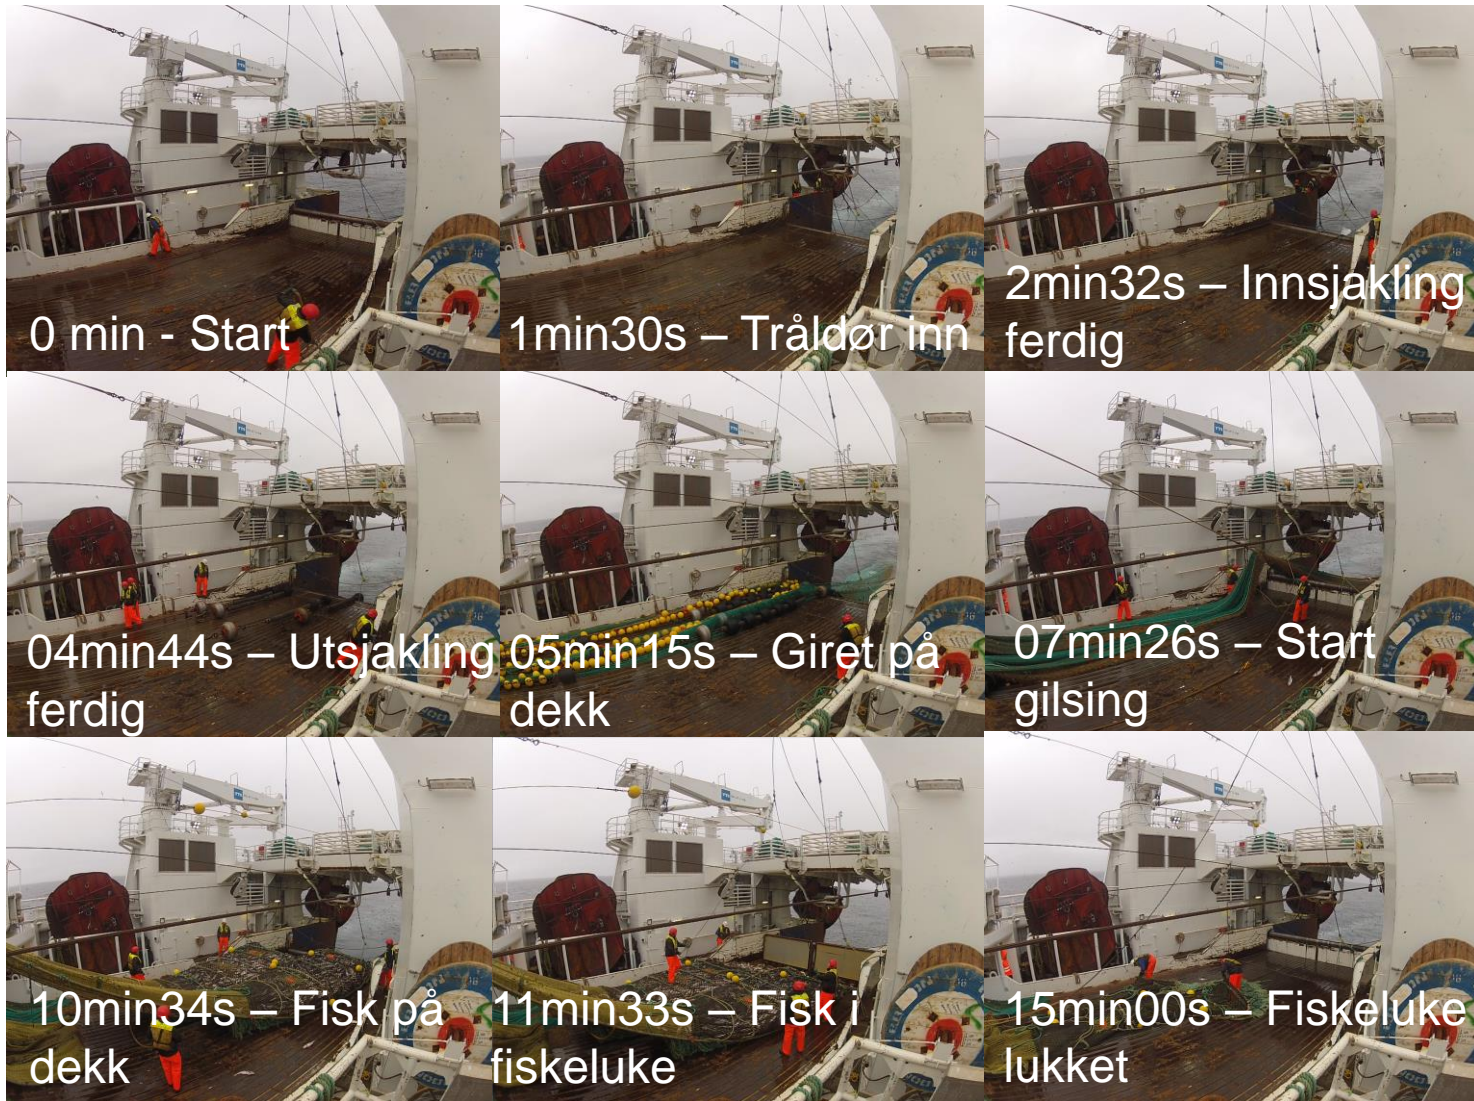 0 min - Start
1min30s – Tråldør inn
2min32s – Innsjakling
ferdig
04min44s – Utsjakling
ferdig
05min15s – Giret på
dekk
07min26s – Start
gilsing
10min34s – Fisk på
dekk
11min33s – Fisk i
fiskeluke
15min00s – Fiskeluke
lukket